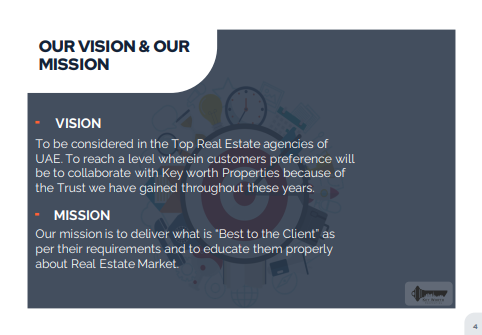 OUR VISION & OUR
MISSION
- VISION
To be considered in the Top Real Estate agencies of
UAE. To reach a level wherein customers preference will
be to collaborate with Key worth Properties because of
the Trust we have gained throughout these years.
- MISSION
Our mission is to deliver what is “Best to the Client” as
per their requirements and to educate them properly
about Real Estate Market.
4